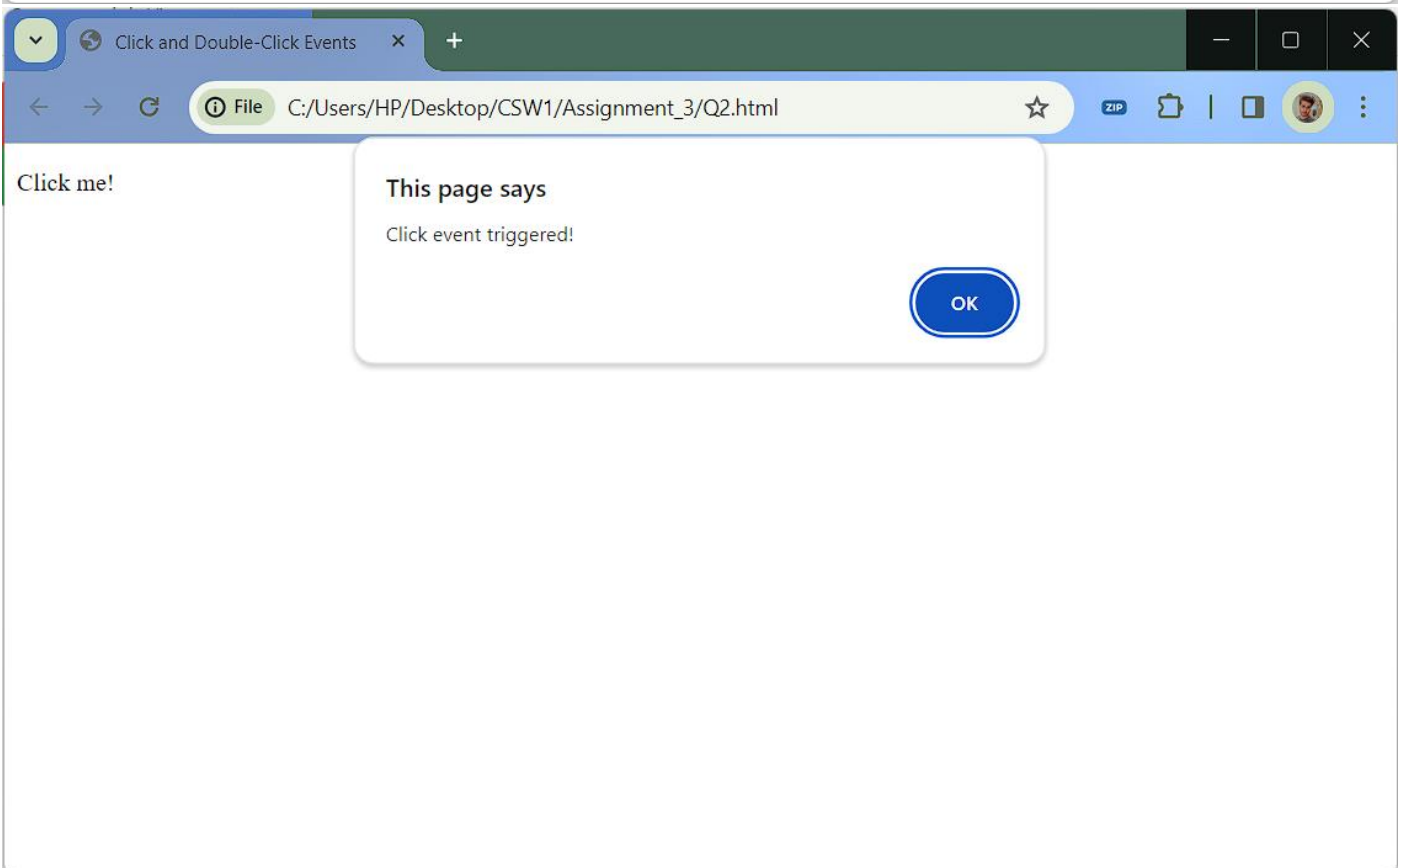 Click and Double-Click Events
File C:/Users/HP/Desktop/CSW1/Assignment_3/Q2.html
ZIP
Click me!
This page says
Click event triggered!
OK